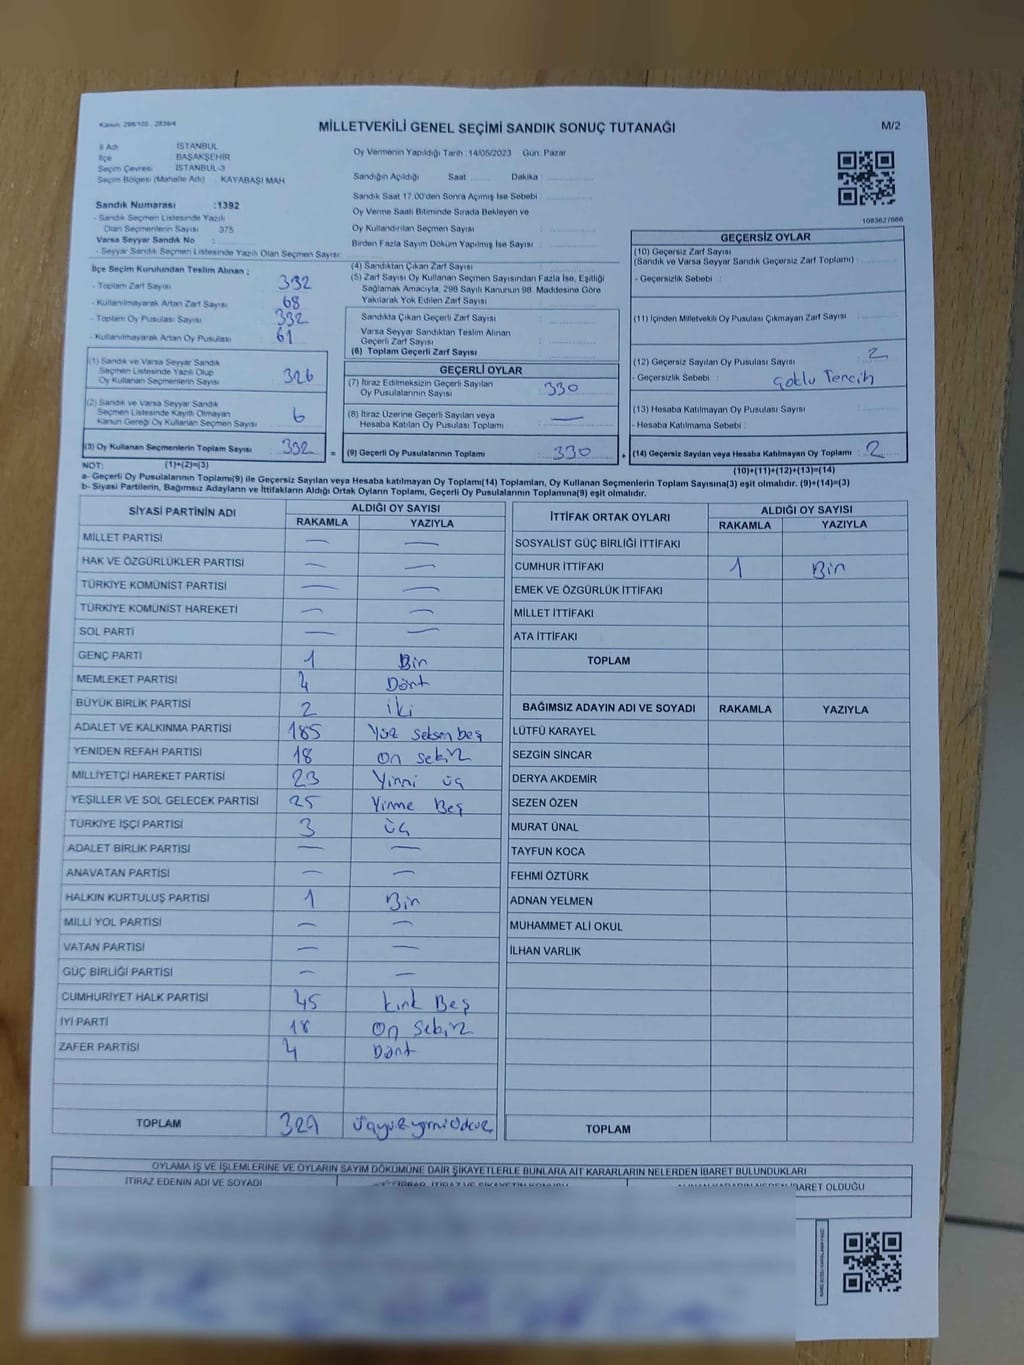 Kanun: 298/105 , 2839/4
MİLLETVEKİLİ GENEL SEÇİMİ SANDIK SONUÇ TUTANAĞI
M/2
İl Adı : İSTANBUL
İlçe : BAŞAKŞEHİR
Seçim Çevresi : İSTANBUL-3
Seçim Bölgesi (Mahalle Adı) : KAYABAŞI MAH
Sandık Numarası :1392
- Sandık Seçmen Listesinde Yazılı
Olan Seçmenlerin Sayısı : 375
Varsa Seyyar Sandık No :
- Seyyar Sandık Seçmen Listesinde Yazılı Olan Seçmen Sayısı:
Oy Vermenin Yapıldığı Tarih :14/05/2023 Gün: Pazar
Sandığın Açıldığı Saat: Dakika :
Sandık Saat 17.00'den Sonra Açımış İse Sebebi :
Oy Verme Saati Bitiminde Sırada Bekleyen ve
Oy Kullandırılan Seçmen Sayısı :
Birden Fazla Sayım Döküm Yapılmış İse Sayısı :
1083627666
İlçe Seçim Kurulundan Teslim Alınan ;
- Toplam Zarf Sayısı : 392
- Kullanılmayarak Artan Zarf Sayısı : 68
- Toplam Oy Pusulası Sayısı : 332
- Kullanılmayarak Artan Oy Pusulası : 61
(1) Sandık ve Varsa Seyyar Sandık
Seçmen Listesinde Yazılı Olup
Oy Kullanan Seçmenlerin Sayısı : 326
(2) Sandık ve Varsa Seyyar Sandık
Seçmen Listesinde Kayıtlı Olmayan
Kanun Gereği Oy Kullanan Seçmen Sayısı : 6
(3) Oy Kullanan Seçmenlerin Toplam Sayısı : 332
(4) Sandıktan Çıkan Zarf Sayısı :
(5) Zarf Sayısı Oy Kullanan Seçmen Sayısından Fazla İse, Eşitliği
Sağlamak Amacıyla, 298 Sayılı Kanunun 98. Maddesine Göre
Yakılarak Yok Edilen Zarf Sayısı :
Sandıkta Çıkan Geçerli Zarf Sayısı :
Varsa Seyyar Sandıktan Teslim Alınan
Geçerli Zarf Sayısı :
(6) Toplam Geçerli Zarf Sayısı :
GEÇERLİ OYLAR
(7) İtiraz Edilmeksizin Geçerli Sayılan
Oy Pusulalarının Sayısı : 330
(8) İtiraz Üzerine Geçerli Sayılan veya
Hesaba Katılan Oy Pusulası Toplamı : —
= (9) Geçerli Oy Pusulalarının Toplamı : 330
GEÇERSİZ OYLAR
(10) Geçersiz Zarf Sayısı
(Sandık ve Varsa Seyyar Sandık Geçersiz Zarf Toplamı) :
- Geçersizlik Sebebi :
(11) İçinden Milletvekili Oy Pusulası Çıkmayan Zarf Sayısı :
(12) Geçersiz Sayılan Oy Pusulası Sayısı : 2
- Geçersizlik Sebebi : Çoklu Tercih
(13) Hesaba Katılmayan Oy Pusulası Sayısı :
- Hesaba Katılmama Sebebi :
+ (14) Geçersiz Sayılan veya Hesaba Katılmayan Oy Toplamı : 2
NOT: (1)+(2)=(3)
(10)+(11)+(12)+(13)=(14)
a- Geçerli Oy Pusulalarının Toplamı(9) ile Geçersiz Sayılan veya Hesaba Katılmayan Oy Toplamı(14) Toplamları, Oy Kullanan Seçmenlerin Toplam Sayısına(3) eşit olmalıdır. (9)+(14)=(3)
b- Siyasi Partilerin, Bağımsız Adayların ve İttifakların Aldığı Ortak Oyların Toplamı, Geçerli Oy Pusulalarının Toplamına(9) eşit olmalıdır.
SİYASİ PARTİNİN ADI ALDIĞI OY SAYISI
RAKAMLA YAZIYLA
MİLLET PARTİSİ — —
HAK VE ÖZGÜRLÜKLER PARTİSİ — —
TÜRKİYE KOMÜNİST PARTİSİ — —
TÜRKİYE KOMÜNİST HAREKETİ — —
SOL PARTİ — —
GENÇ PARTİ 1 Bir
MEMLEKET PARTİSİ 4 Dört
BÜYÜK BİRLİK PARTİSİ 2 iki
ADALET VE KALKINMA PARTİSİ 185 Yüz Seksen beş
YENİDEN REFAH PARTİSİ 18 On sekiz
MİLLİYETÇİ HAREKET PARTİSİ 23 Yirmi üç
YEŞİLLER VE SOL GELECEK PARTİSİ 25 Yirme Beş
TÜRKİYE İŞÇİ PARTİSİ 3 üç
ADALET BİRLİK PARTİSİ — —
ANAVATAN PARTİSİ — —
HALKIN KURTULUŞ PARTİSİ 1 Bir
MİLLİ YOL PARTİSİ — —
VATAN PARTİSİ — —
GÜÇ BİRLİĞİ PARTİSİ — —
CUMHURİYET HALK PARTİSİ 45 kırk Beş
İYİ PARTİ 18 On Sekiz
ZAFER PARTİSİ 4 Dört
TOPLAM 329
İTTİFAK ORTAK OYLARI ALDIĞI OY SAYISI
RAKAMLA YAZIYLA
SOSYALİST GÜÇ BİRLİĞİ İTTİFAKI
CUMHUR İTTİFAKI 1 Bir
EMEK VE ÖZGÜRLÜK İTTİFAKI
MİLLET İTTİFAKI
ATA İTTİFAKI
TOPLAM
BAĞIMSIZ ADAYIN ADI VE SOYADI RAKAMLA YAZIYLA
LÜTFÜ KARAYEL
SEZGİN SİNCAR
DERYA AKDEMİR
SEZEN ÖZEN
MURAT ÜNAL
TAYFUN KOCA
FEHMİ ÖZTÜRK
ADNAN YELMEN
MUHAMMET ALİ OKUL
İLHAN VARLIK
TOPLAM
OYLAMA İŞ VE İŞLEMLERİNE VE OYLARIN SAYIM DÖKÜMÜNE DAİR ŞİKAYETLERLE BUNLARA AİT KARARLARIN NELERDEN İBARET BULUNDUKLARI
İTİRAZ EDENİN ADI VE SOYADI
İBARET OLDUĞU